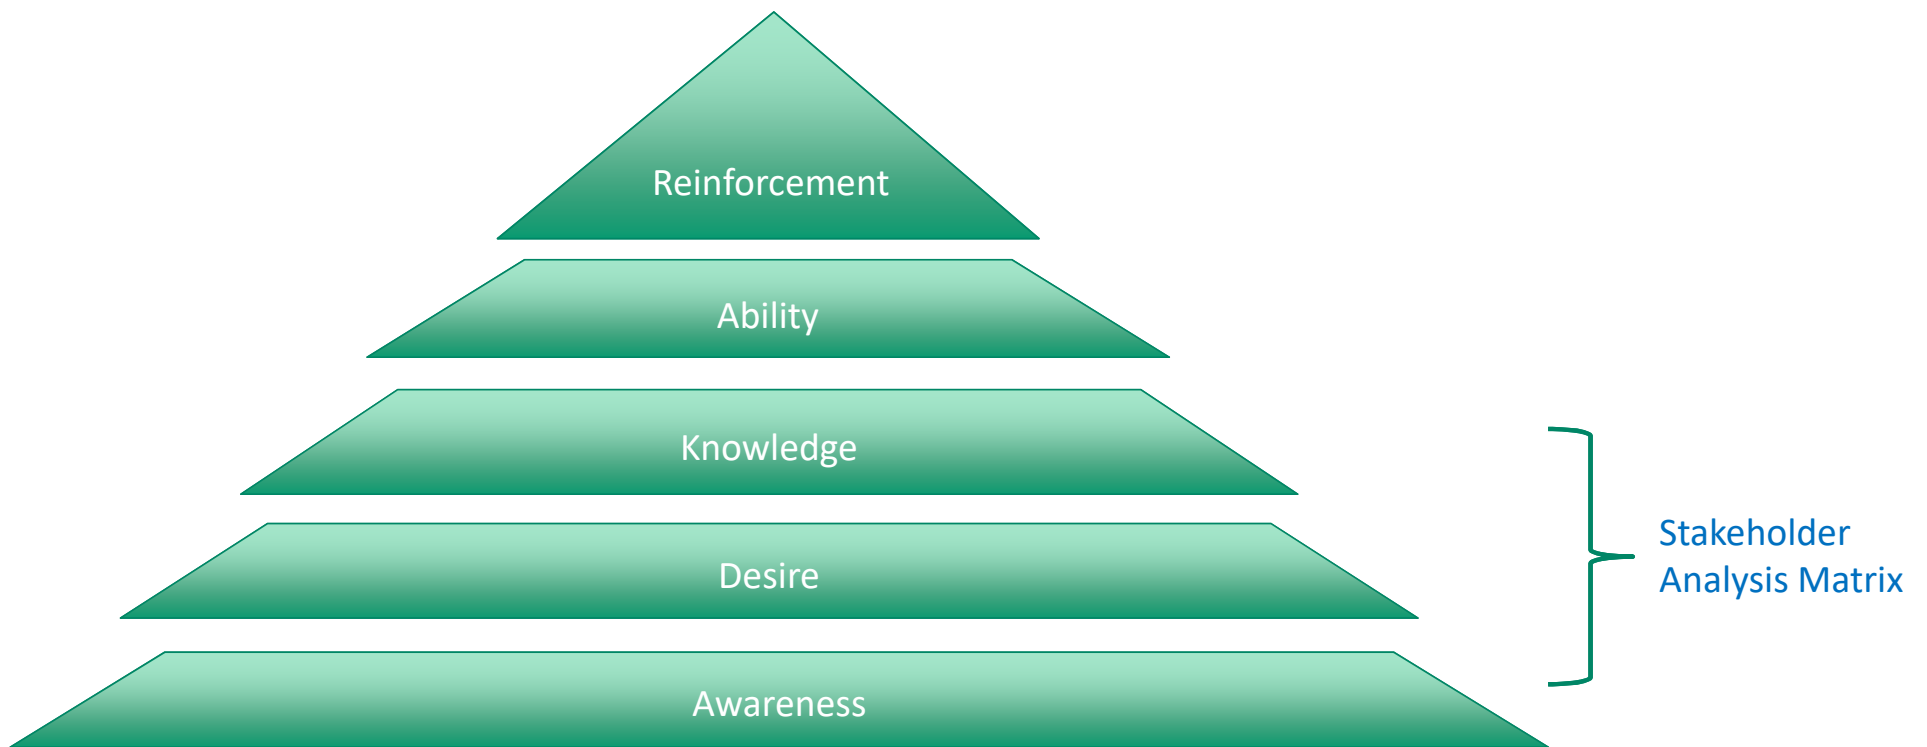 Reinforcement
Ability
Knowledge
Desire
Awareness
Stakeholder
Analysis Matrix